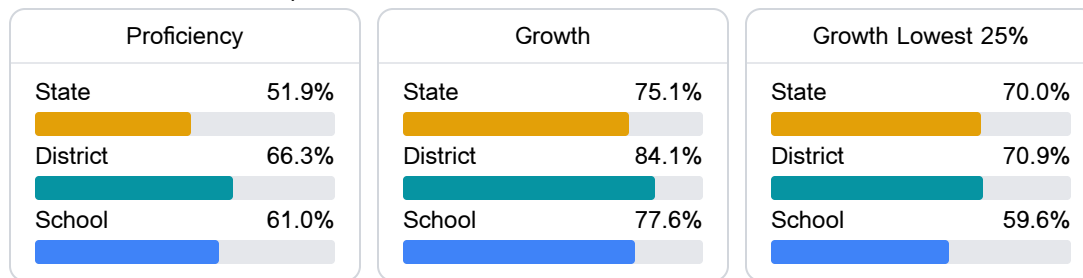 Proficiency
State 51.9%
District 66.3%
School 61.0%
Growth
State 75.1%
District 84.1%
School 77.6%
Growth Lowest 25%
State 70.0%
District 70.9%
School 59.6%